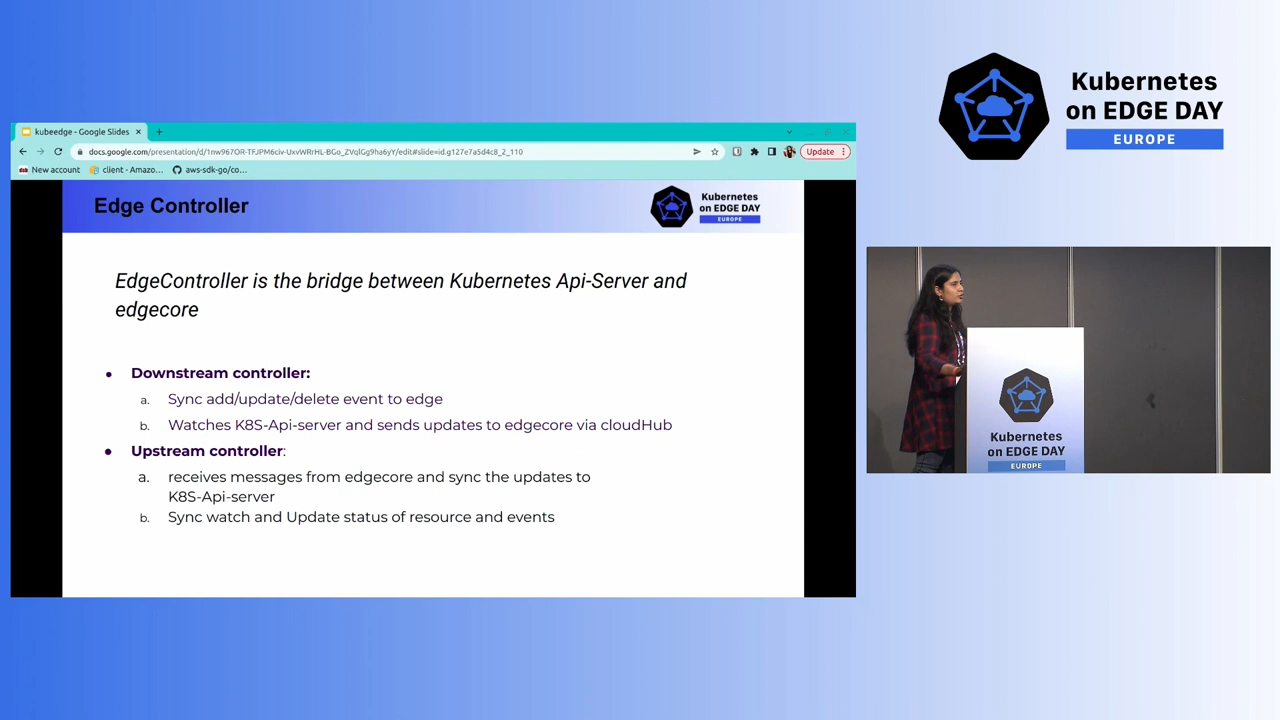 Kubernetes
on EDGE DAY
EUROPE
kubeedge - Google Slides
Update
New account
client - Amazo...
aws-sdk-go/co...
Edge Controller
Kubernetes
on EDGE DAY
EUROPE
EdgeController is the bridge between Kubernetes Api-Server and
edgecore
Downstream controller:
a. Sync add/update/delete event to edge
b. Watches K8S-Api-server and sends updates to edgecore via cloudHub
Upstream controller:
a. receives messages from edgecore and sync the updates to
K8S-Api-server
b. Sync watch and Update status of resource and events
Kubernetes
on EDGE DAY
EUROPE